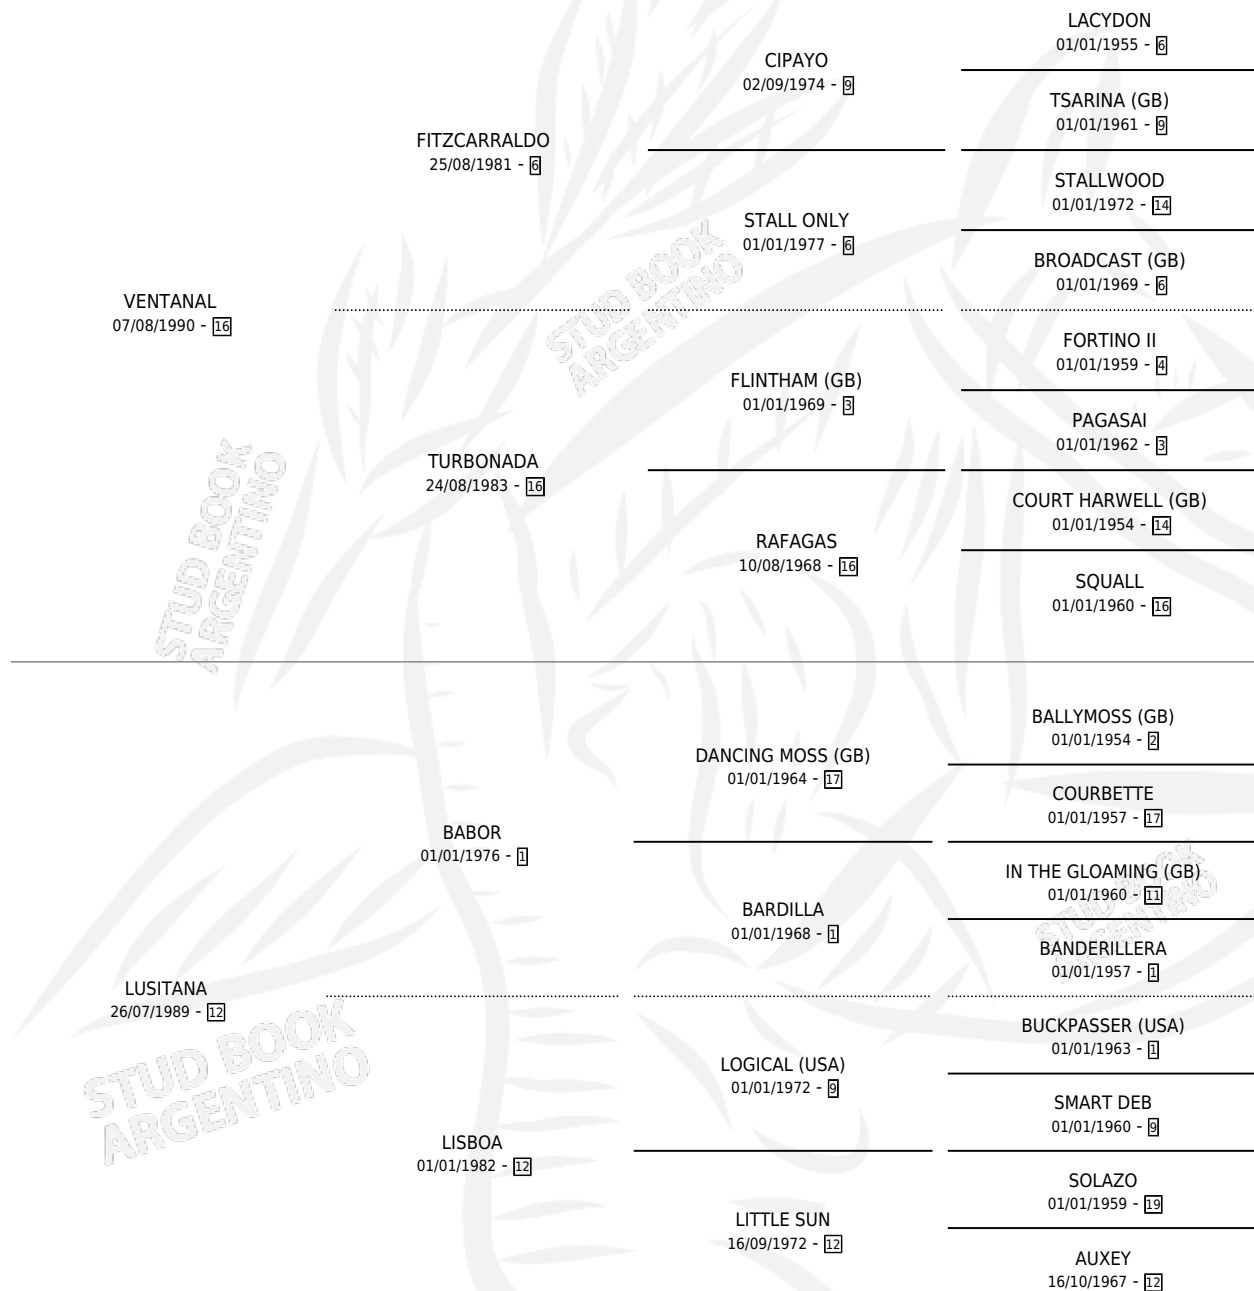 LACYDON
01/01/1955 - 6
CIPAYO
02/09/1974 - 9
TSARINA (GB)
01/01/1961 - 9
FITZCARRALDO
25/08/1981 - 6
STALLWOOD
01/01/1972 - 14
STALL ONLY
01/01/1977 - 6
BROADCAST (GB)
01/01/1969 - 6
STUD BOOK
ARGENTINO
VENTANAL
07/08/1990 - 16
FORTINO II
01/01/1959 - 4
FLINTHAM (GB)
01/01/1969 - 3
PAGASAI
01/01/1962 - 3
TURBONADA
24/08/1983 - 16
COURT HARWELL (GB)
01/01/1954 - 14
RAFAGAS
10/08/1968 - 16
SQUALL
01/01/1960 - 16
STUD BOOK
ARGENTINO
BALLYMOSS (GB)
01/01/1954 - 2
DANCING MOSS (GB)
01/01/1964 - 17
COURBETTE
01/01/1957 - 17
BABOR
01/01/1976 - 1
IN THE GLOAMING (GB)
01/01/1960 - 11
BARDILLA
01/01/1968 - 1
BANDERILLERA
01/01/1957 - 1
STUD BOOK
ARGENTINO
LUSITANA
26/07/1989 - 12
BUCKPASSER (USA)
01/01/1963 - 1
LOGICAL (USA)
01/01/1972 - 9
SMART DEB
01/01/1960 - 9
STUD BOOK
ARGENTINO
LISBOA
01/01/1982 - 12
SOLAZO
01/01/1959 - 19
LITTLE SUN
16/09/1972 - 12
AUXEY
16/10/1967 - 12